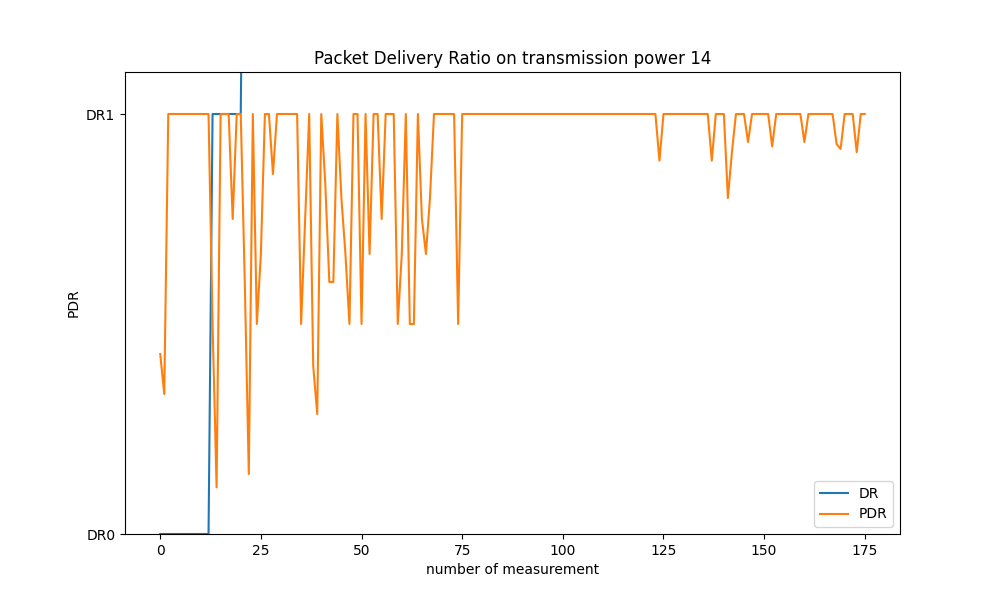 Packet Delivery Ratio on transmission power 14
DR1
PDR
DR0
0 25 50 75 100 125 150 175
number of measurement
DR
PDR